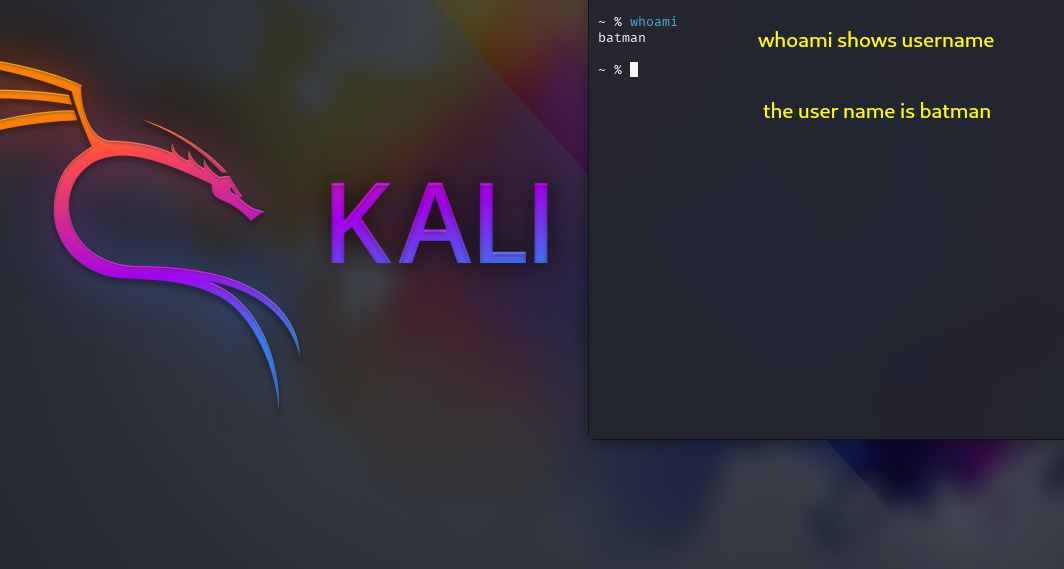 KALI
~ % whoami
batman
~ %
whoami shows username
the user name is batman